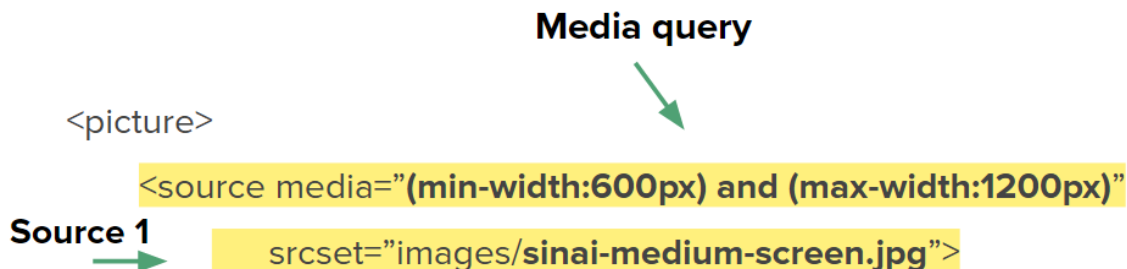 Media query
<picture>
<source media=”(min-width:600px) and (max-width:1200px)”
Source 1
srcset=”images/sinai-medium-screen.jpg”>